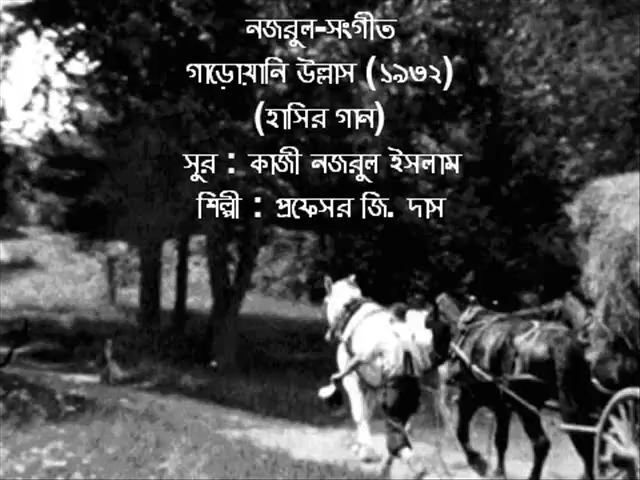 নজরুল-সংগীত
গাড়োয়ানি উল্লাস (১৯৩২)
(হাসির গান)
সুর : কাজী নজরুল ইসলাম
শিল্পী : প্রফেসর জি. দাস